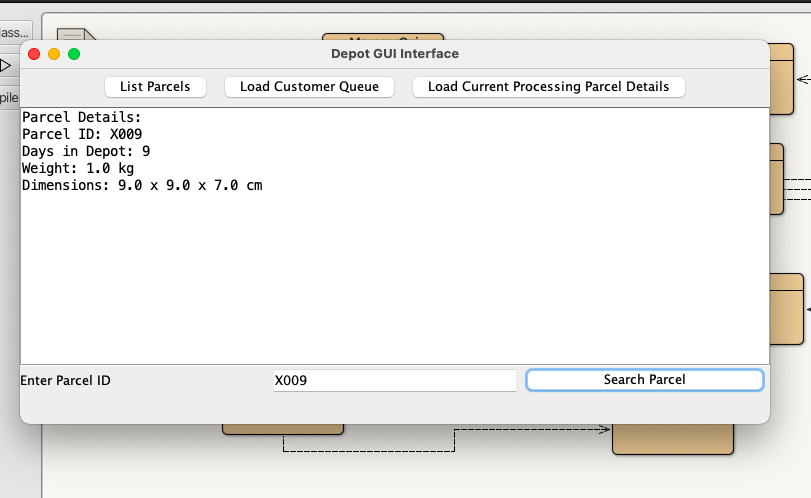 Depot GUI Interface
List Parcels
Load Customer Queue
Load Current Processing Parcel Details
Parcel Details:
Parcel ID: X009
Days in Depot: 9
Weight: 1.0 kg
Dimensions: 9.0 x 9.0 x 7.0 cm
Enter Parcel ID
X009
Search Parcel